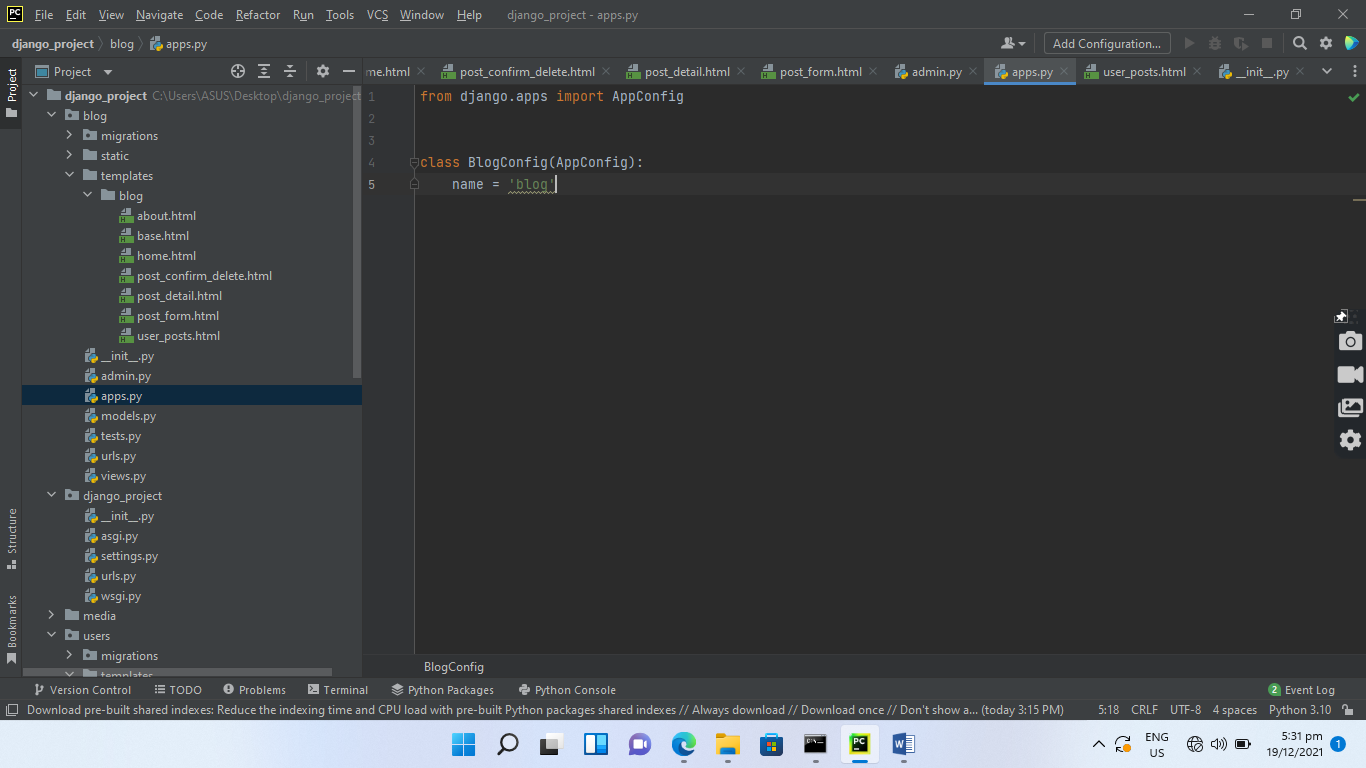 PC File Edit View Navigate Code Refactor Run Tools VCS Window Help django_project - apps.py
django_project blog apps.py Add Configuration...
Project me.html post_confirm_delete.html post_detail.html post_form.html admin.py apps.py user_posts.html __init__.py
Project
django_project C:\Users\ASUS\Desktop\django_project
blog
migrations
static
templates
blog
about.html
base.html
home.html
post_confirm_delete.html
post_detail.html
post_form.html
user_posts.html
__init__.py
admin.py
apps.py
models.py
tests.py
urls.py
views.py
django_project
__init__.py
asgi.py
settings.py
urls.py
wsgi.py
media
users
migrations
templates
Structure
Bookmarks
1 from django.apps import AppConfig
2
3
4 class BlogConfig(AppConfig):
5 name = 'blog'
BlogConfig
Version Control TODO Problems Terminal Python Packages Python Console 2 Event Log
Download pre-built shared indexes: Reduce the indexing time and CPU load with pre-built Python packages shared indexes // Always download // Download once // Don't show a... (today 3:15 PM) 5:18 CRLF UTF-8 4 spaces Python 3.10
PC W ENG
US
5:31 pm
19/12/2021
1